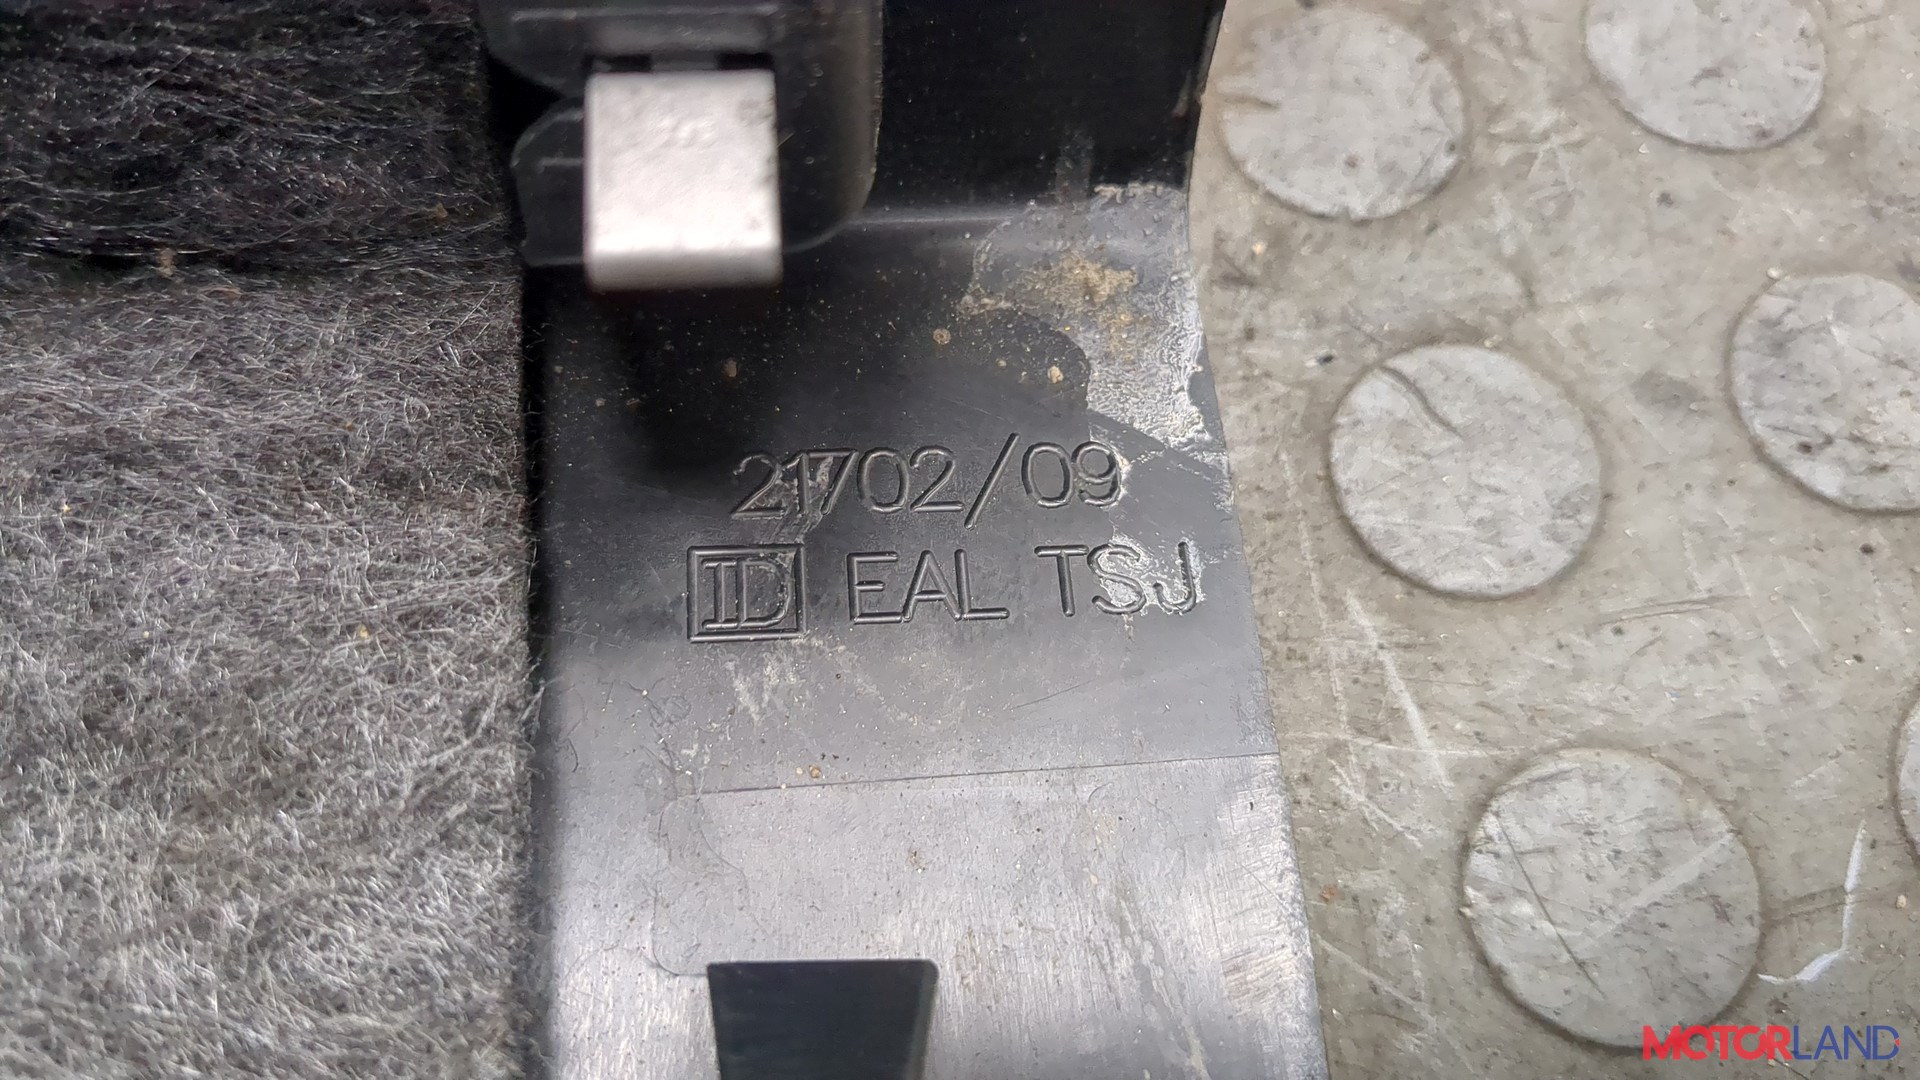 21702/09
ID EAL TSJ
MOTORLAND